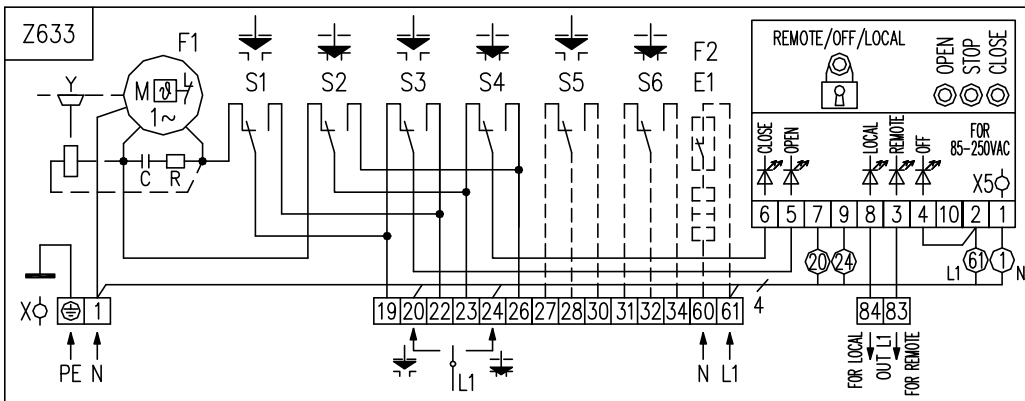 Z633
F1
F2
REMOTE/OFF/LOCAL
OPEN
STOP
CLOSE
Y
M ϑ
1~
S1 S2 S3 S4 S5 S6 E1
C R
CLOSE
OPEN
LOCAL
REMOTE
OFF
FOR
85-250VAC
X5
6 5 7 9 8 3 4 10 2 1
20 24 61 1
L1 N
X 1 19 20 22 23 24 26 27 28 30 31 32 34 60 61 4 84 83
PE N L1 N L1
FOR LOCAL
OUT L1
FOR REMOTE